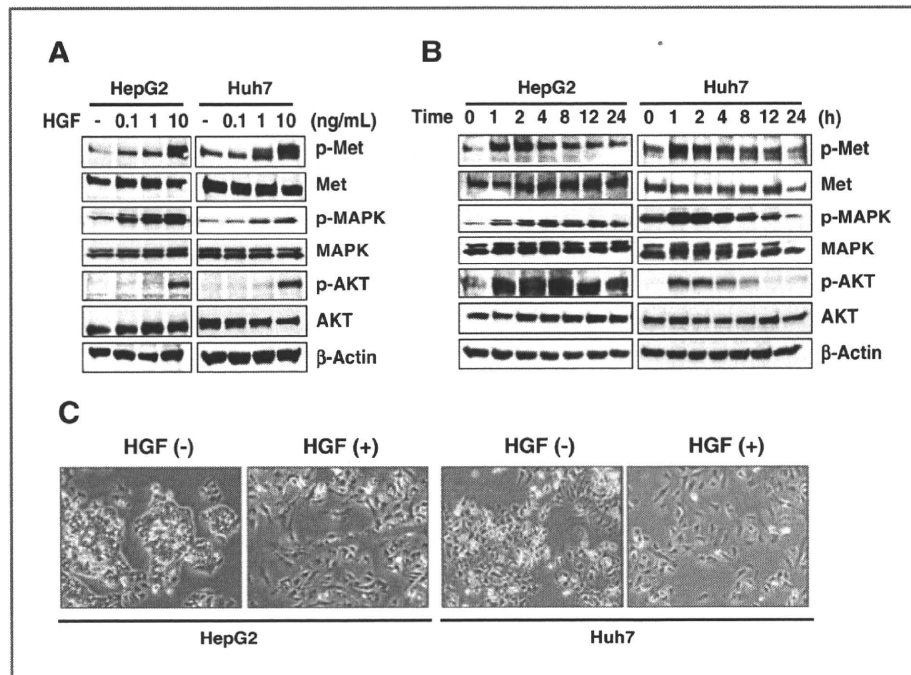 A
HepG2 Huh7
HGF - 0.1 1 10 - 0.1 1 10 (ng/mL)
p-Met
Met
p-MAPK
MAPK
p-AKT
AKT
β-Actin
B
HepG2 Huh7
Time 0 1 2 4 8 12 24 0 1 2 4 8 12 24 (h)
p-Met
Met
p-MAPK
MAPK
p-AKT
AKT
β-Actin
C
HGF (-) HGF (+) HGF (-) HGF (+)
HepG2 Huh7